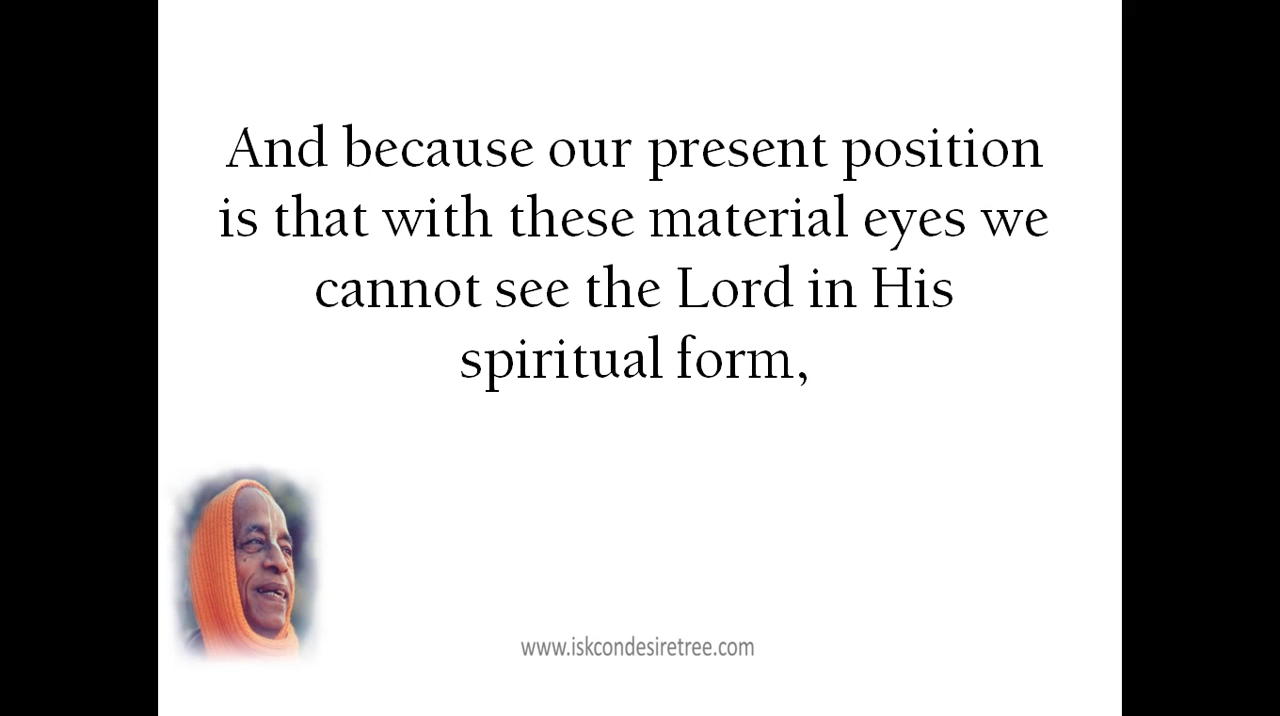 And because our present position
is that with these material eyes we
cannot see the Lord in His
spiritual form,
www.iskcondesiretree.com